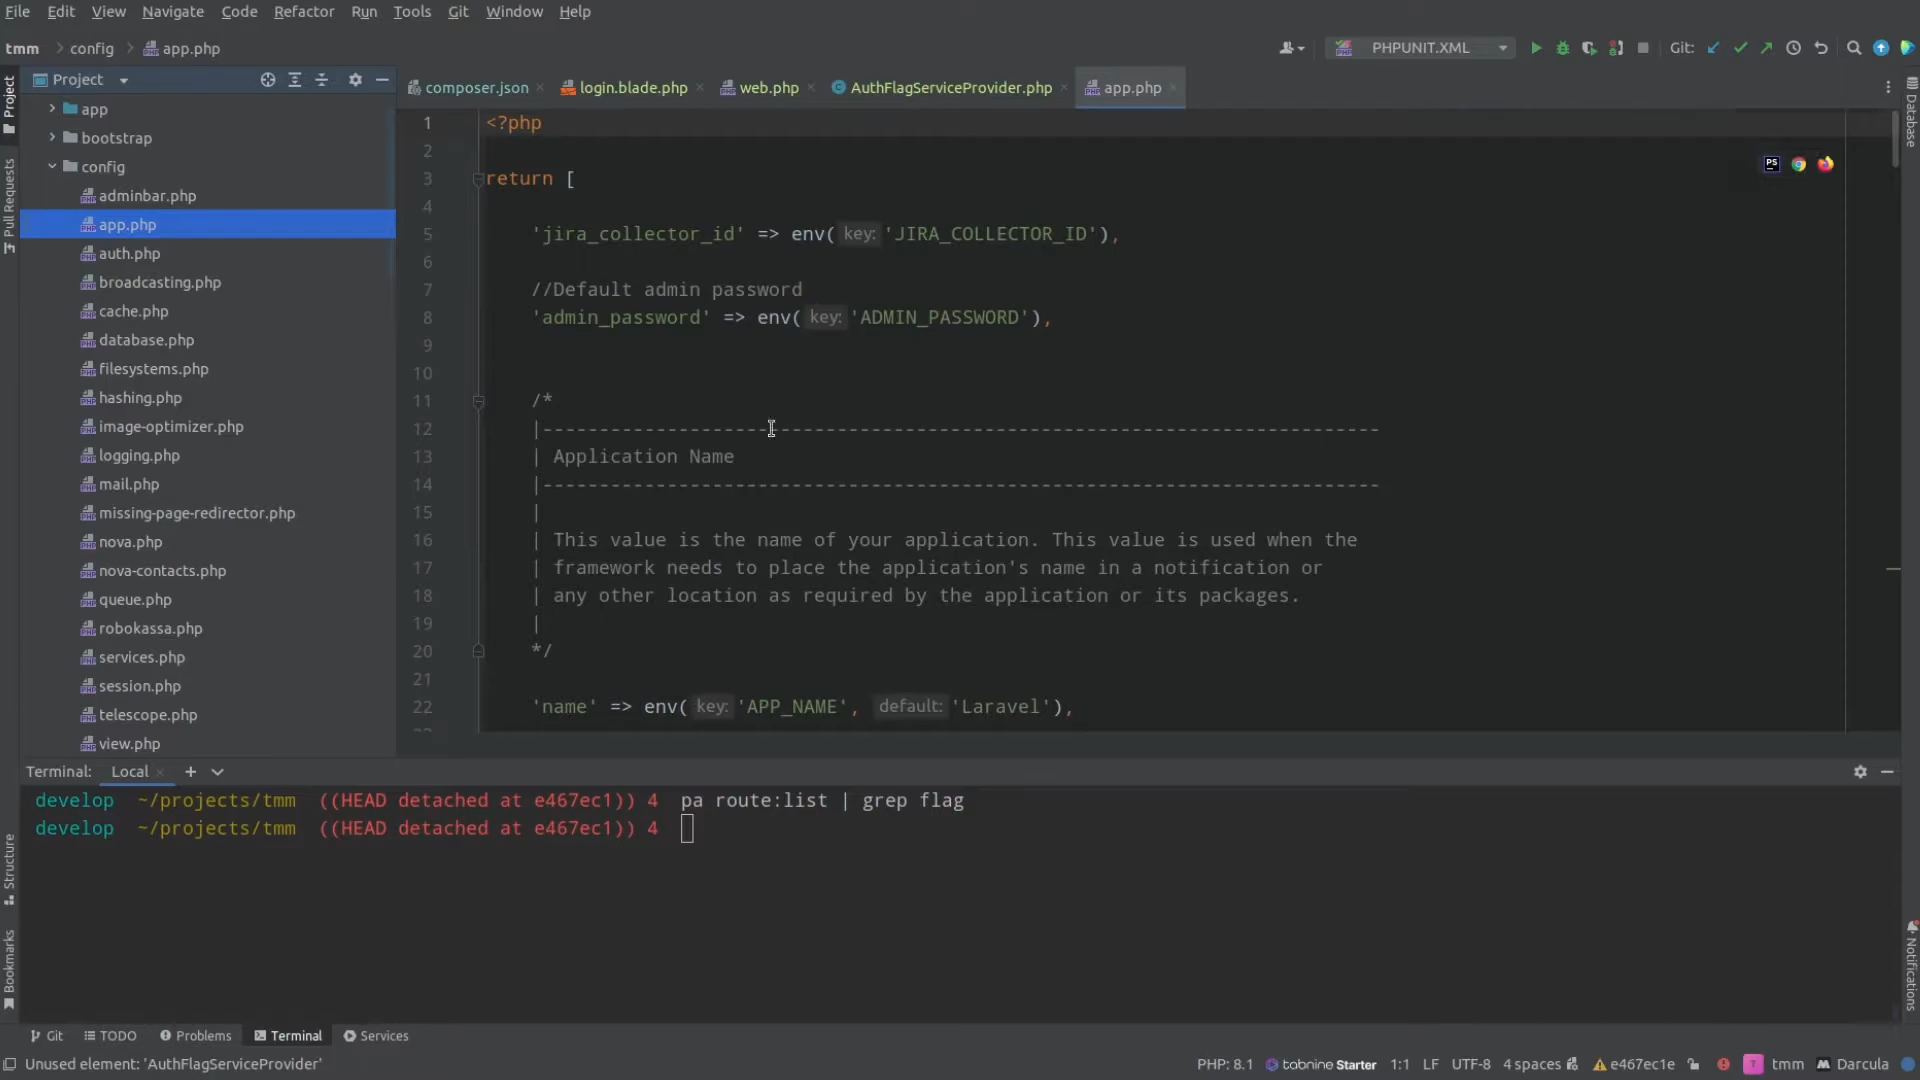 File Edit View Navigate Code Refactor Run Tools Git Window Help
tmm config app.php PHPUNIT.XML Git:
Project
composer.json login.blade.php web.php AuthFlagServiceProvider.php app.php
app
bootstrap
config
adminbar.php
app.php
auth.php
broadcasting.php
cache.php
database.php
filesystems.php
hashing.php
image-optimizer.php
logging.php
mail.php
missing-page-redirector.php
nova.php
nova-contacts.php
queue.php
robokassa.php
services.php
session.php
telescope.php
view.php
Project
Pull Requests
Structure
Bookmarks
1 <?php
2
3 return [
4
5 'jira_collector_id' => env( key: 'JIRA_COLLECTOR_ID'),
6
7 //Default admin password
8 'admin_password' => env( key: 'ADMIN_PASSWORD'),
9
10
11 /*
12 |--------------------------------------------------------------------------
13 | Application Name
14 |--------------------------------------------------------------------------
15 |
16 | This value is the name of your application. This value is used when the
17 | framework needs to place the application's name in a notification or
18 | any other location as required by the application or its packages.
19 |
20 */
21
22 'name' => env( key: 'APP_NAME', default: 'Laravel'),
PS
Database
Notifications
Terminal: Local
develop ~/projects/tmm ((HEAD detached at e467ec1)) 4 pa route:list | grep flag
develop ~/projects/tmm ((HEAD detached at e467ec1)) 4
Git TODO Problems Terminal Services
Unused element: 'AuthFlagServiceProvider' PHP: 8.1 tabnine Starter 1:1 LF UTF-8 4 spaces e467ec1e T tmm M Darcula